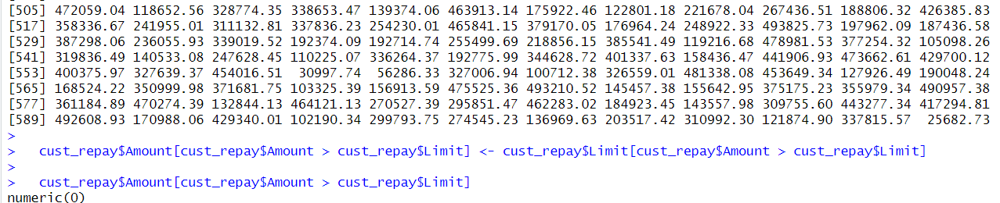 [505] 472059.04 118652.56 328774.35 338653.47 139374.06 463913.14 175922.46 122801.18 221678.04 267436.51 188806.32 426385.83
[517] 358336.67 241955.01 311132.81 337836.23 254230.01 465841.15 379170.05 176964.24 248922.33 493825.73 197962.09 187436.58
[529] 387298.06 236055.93 339019.52 192374.09 192714.74 255499.69 218856.15 385541.49 119216.68 478981.53 377254.32 105098.26
[541] 319836.49 140533.08 247628.45 110225.07 336264.37 192775.99 344628.72 401337.63 158436.47 441906.93 473662.61 429700.12
[553] 400375.97 327639.37 454016.51 30997.74 56286.33 327006.94 100712.38 326559.01 481338.08 453649.34 127926.49 190048.24
[565] 168524.22 350999.98 371681.75 103325.39 156913.59 475525.36 493210.52 145457.38 155642.95 375175.23 355979.34 490957.38
[577] 361184.89 470274.39 132844.13 464121.13 270527.39 295851.47 462283.02 184923.45 143557.98 309755.60 443277.34 417294.81
[589] 492608.93 170988.06 429340.01 102190.34 299793.75 274545.23 136969.63 203517.42 310992.30 121874.90 337815.57 25682.73
>
> cust_repay$Amount[cust_repay$Amount > cust_repay$Limit] <- cust_repay$Limit[cust_repay$Amount > cust_repay$Limit]
>
> cust_repay$Amount[cust_repay$Amount > cust_repay$Limit]
numeric(0)